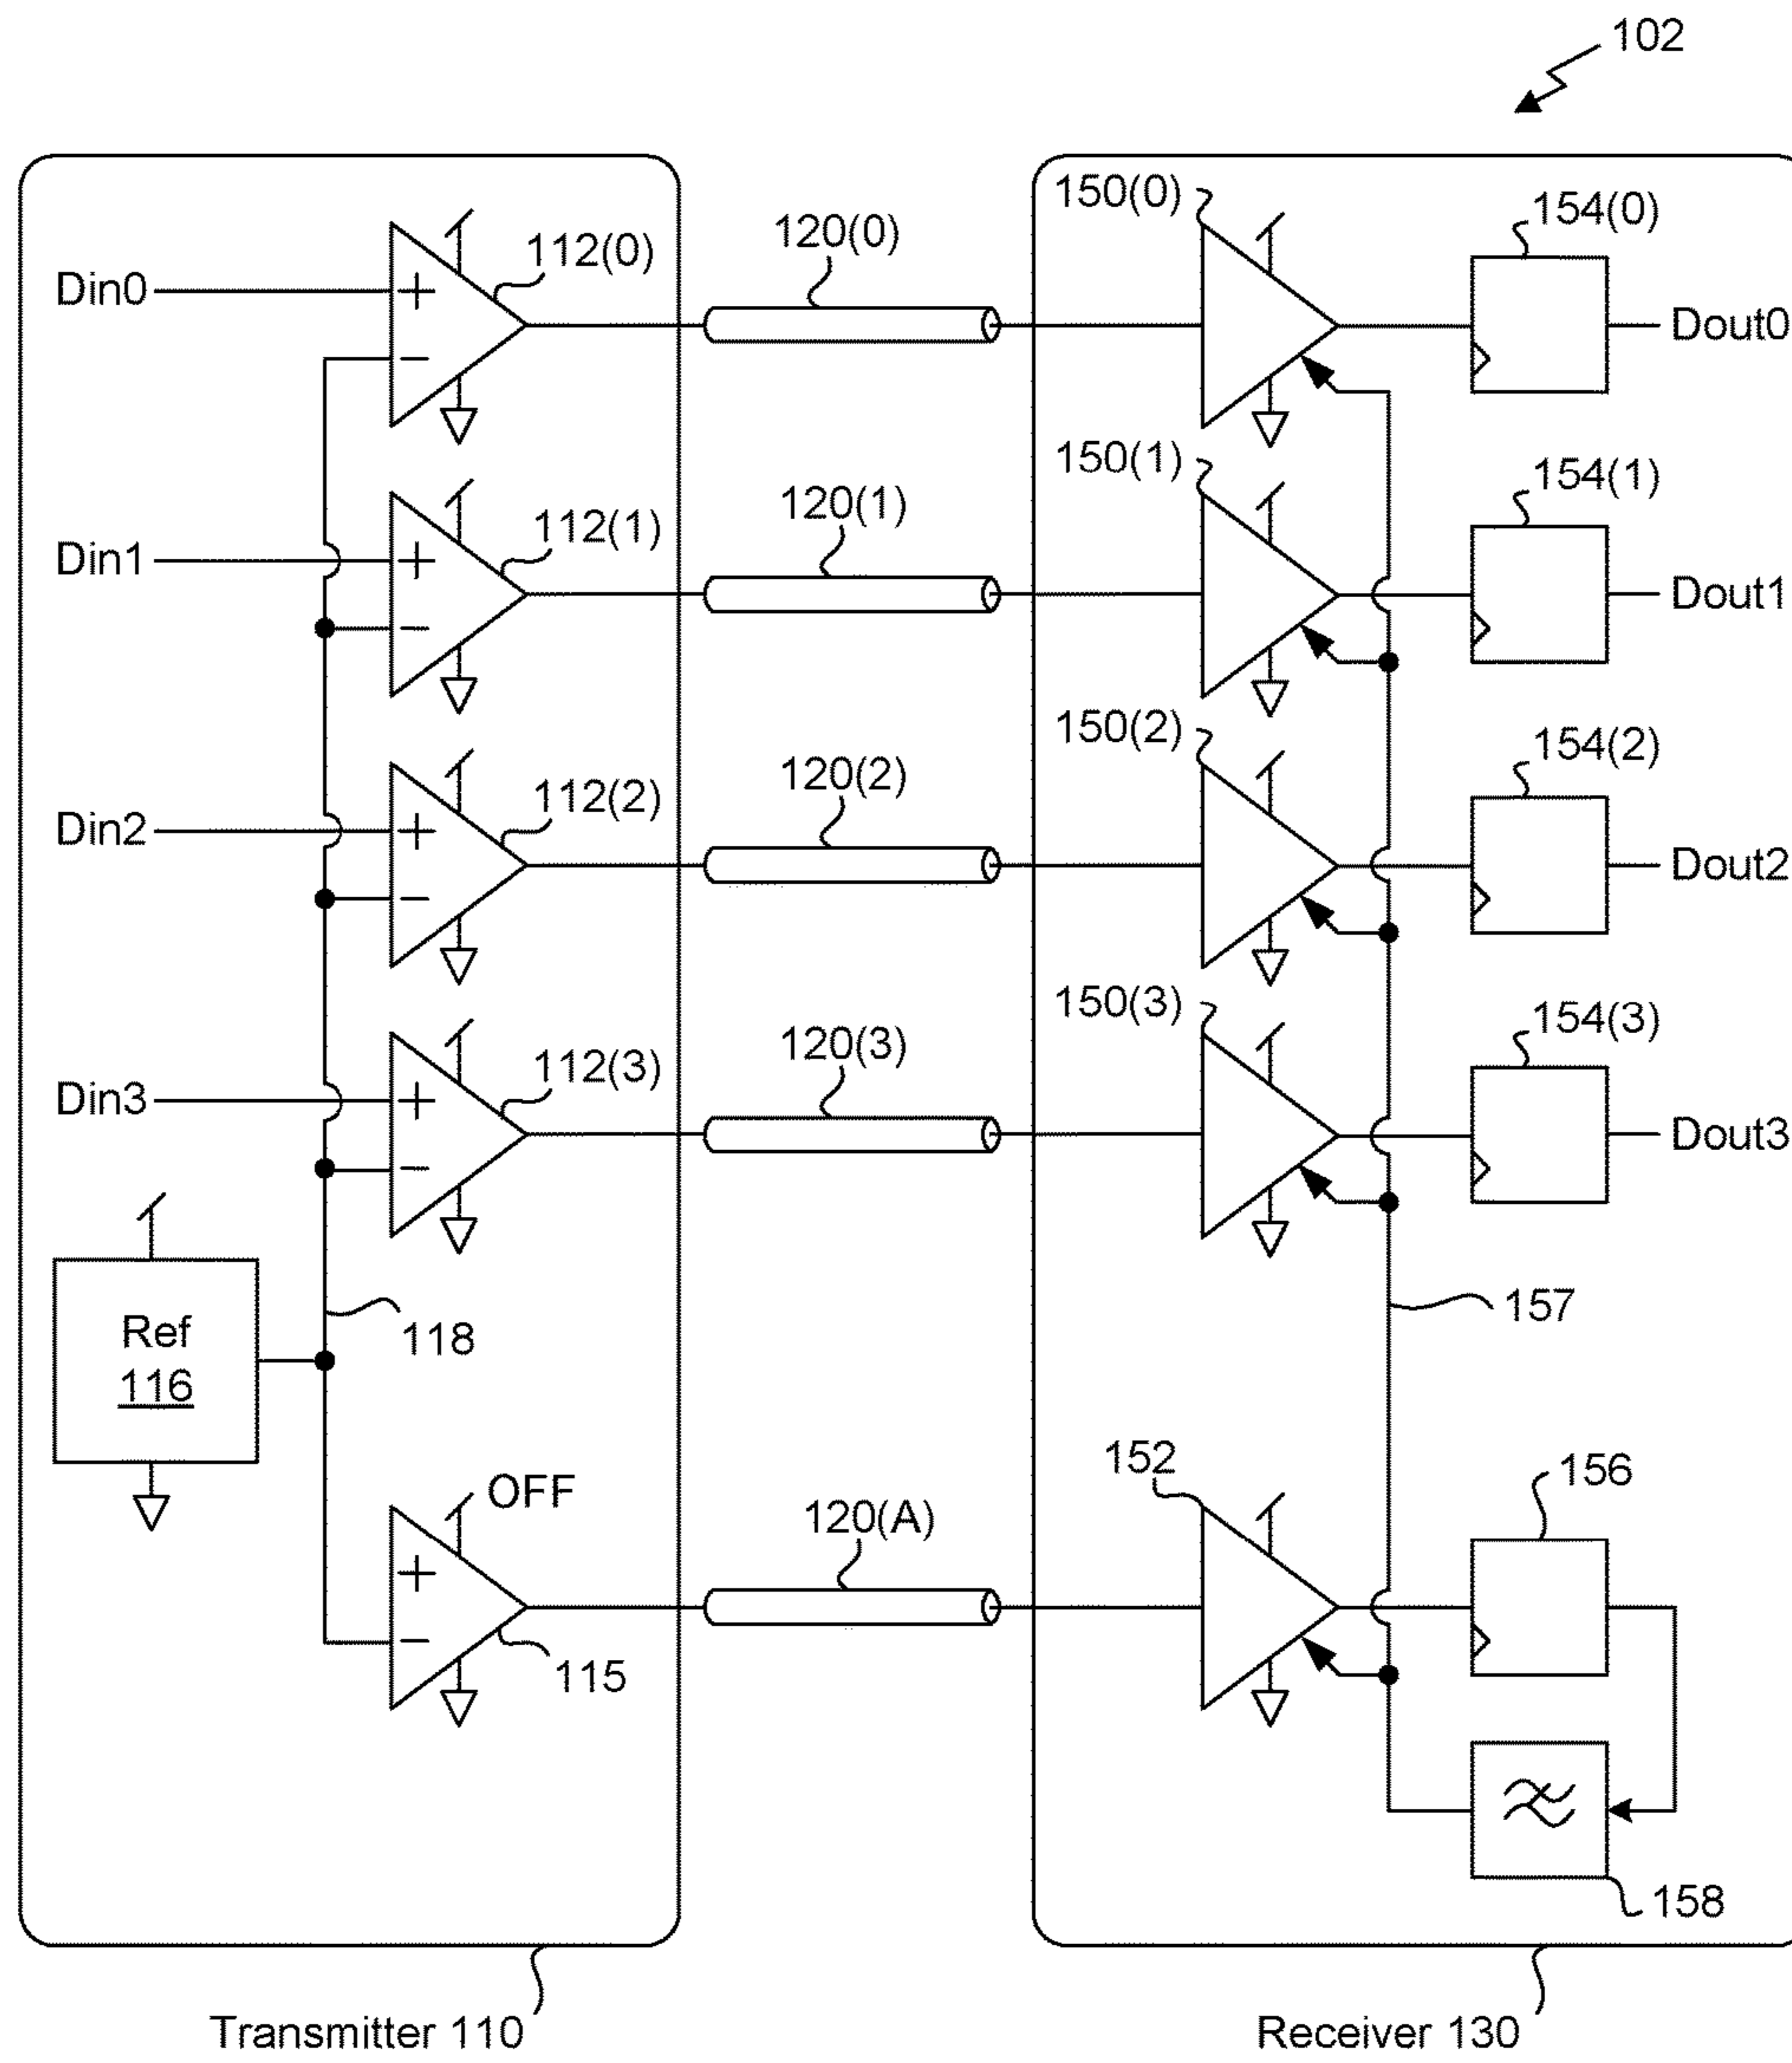 102
150(0)
154(0)
120(0)
112(0)
Din0
+
−
Dout0
150(1)
154(1)
120(1)
112(1)
Din1
+
−
Dout1
150(2)
154(2)
120(2)
112(2)
Din2
+
−
Dout2
150(3)
154(3)
120(3)
112(3)
Din3
+
−
Dout3
157
118
Ref
116
152
156
OFF
120(A)
+
−
115
158
Transmitter 110
Receiver 130